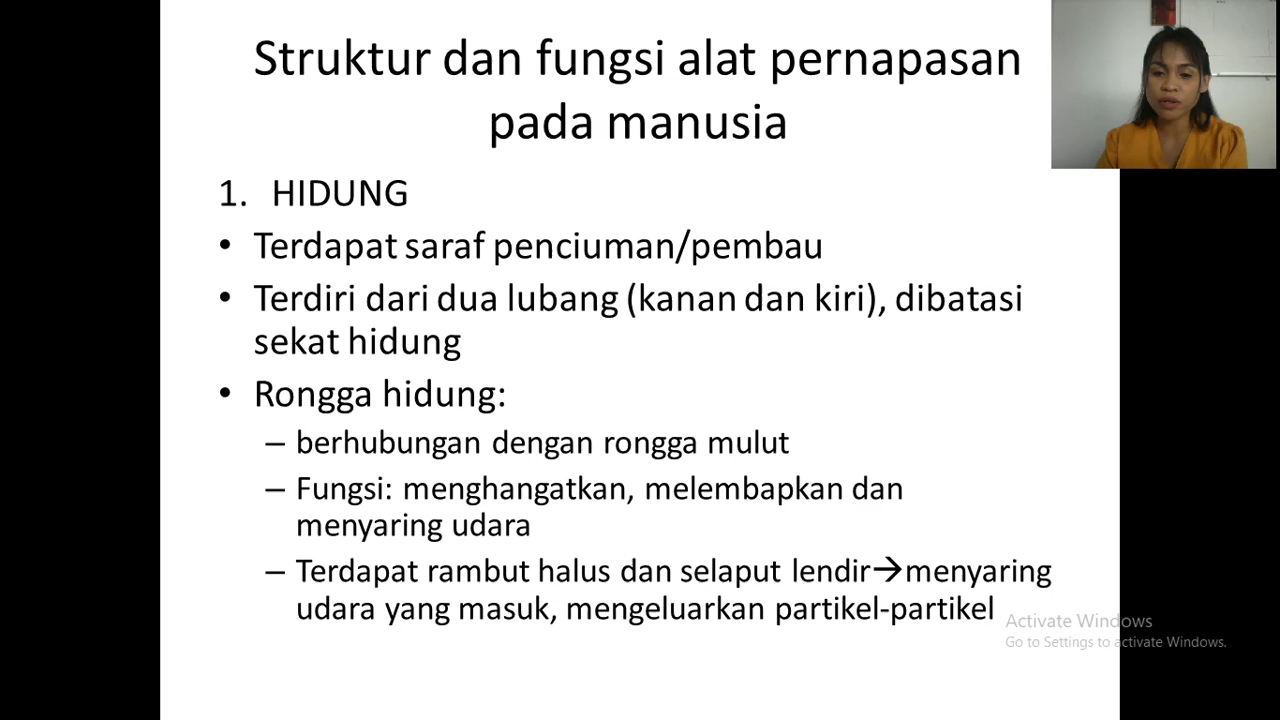 Struktur dan fungsi alat pernapasan
pada manusia
1. HIDUNG
• Terdapat saraf penciuman/pembau
• Terdiri dari dua lubang (kanan dan kiri), dibatasi
sekat hidung
• Rongga hidung:
– berhubungan dengan rongga mulut
– Fungsi: menghangatkan, melembapkan dan
menyaring udara
– Terdapat rambut halus dan selaput lendir→menyaring
udara yang masuk, mengeluarkan partikel-partikel
Activate Windows
Go to Settings to activate Windows.